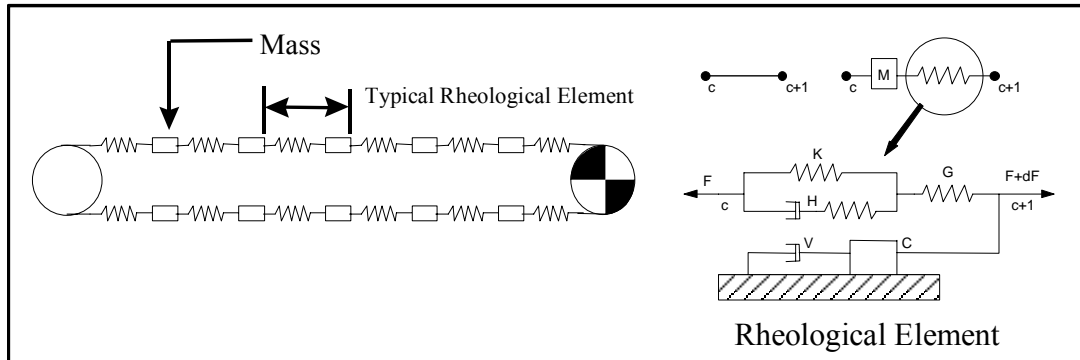 Mass
Typical Rheological Element
M
c c+1 c c+1
K
F G F+dF
c H c+1
V C
Rheological Element